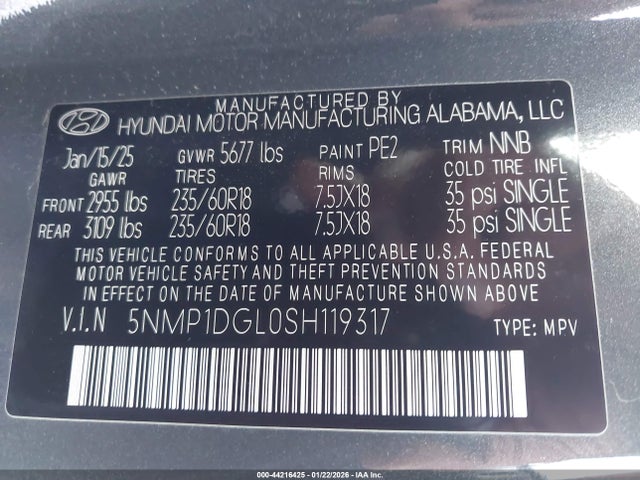 MANUFACTURED BY
HYUNDAI MOTOR MANUFACTURING ALABAMA, LLC
Jan/15/25 GVWR 5677 lbs PAINT PE2 TRIM NNB
GAWR TIRES RIMS COLD TIRE INFL
FRONT 2955 lbs 235/60R18 7.5JX18 35 psi SINGLE
REAR 3109 lbs 235/60R18 7.5JX18 35 psi SINGLE
THIS VEHICLE CONFORMS TO ALL APPLICABLE U.S.A. FEDERAL
MOTOR VEHICLE SAFETY AND THEFT PREVENTION STANDARDS
IN EFFECT ON THE DATE OF MANUFACTURE SHOWN ABOVE.
V.I.N 5NMP1DGL0SH119317 TYPE: MPV
000-44216425 - 01/22/2026 - IAA Inc.